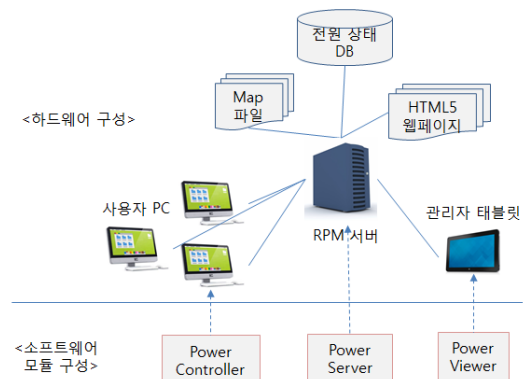 전원 상태
DB
Map
파일
HTML5
웹페이지
<하드웨어 구성>
사용자 PC
RPM 서버
관리자 태블릿
<소프트웨어
모듈 구성>
Power
Controller
Power
Server
Power
Viewer